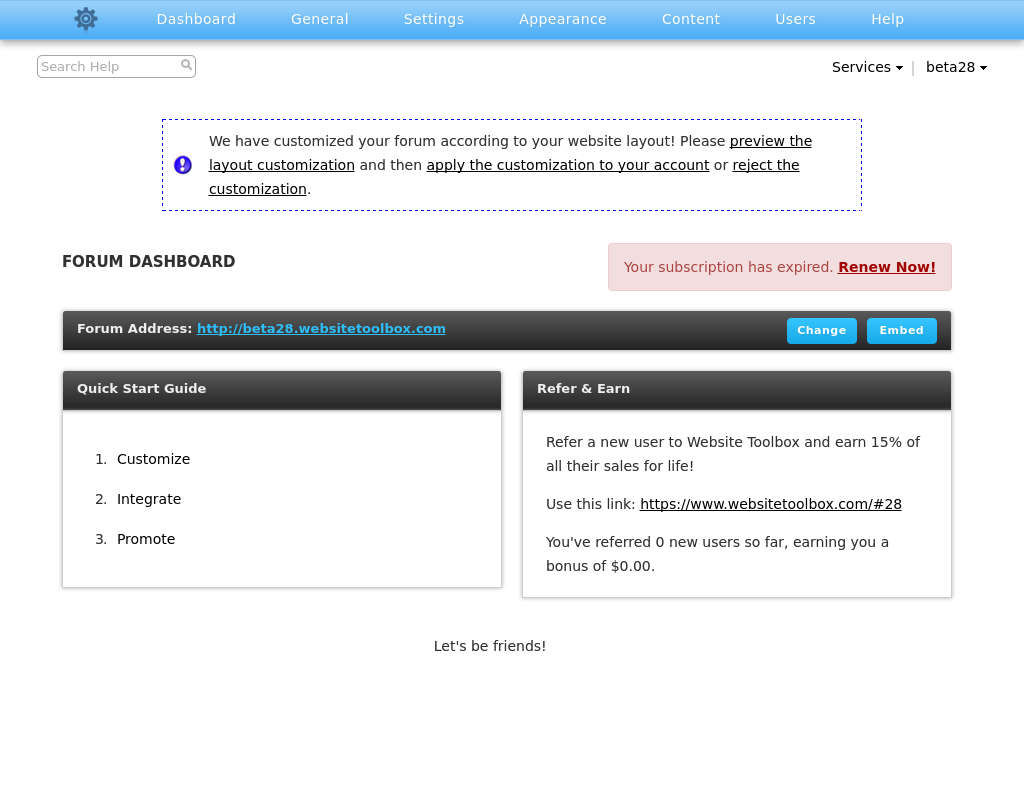 Dashboard General Settings Appearance Content Users Help
Search Help
Services | beta28
We have customized your forum according to your website layout! Please preview the
layout customization and then apply the customization to your account or reject the
customization.
FORUM DASHBOARD
Your subscription has expired. Renew Now!
Forum Address: http://beta28.websitetoolbox.com
Change Embed
Quick Start Guide
1. Customize
2. Integrate
3. Promote
Refer & Earn
Refer a new user to Website Toolbox and earn 15% of
all their sales for life!
Use this link: https://www.websitetoolbox.com/#28
You've referred 0 new users so far, earning you a
bonus of $0.00.
Let's be friends!